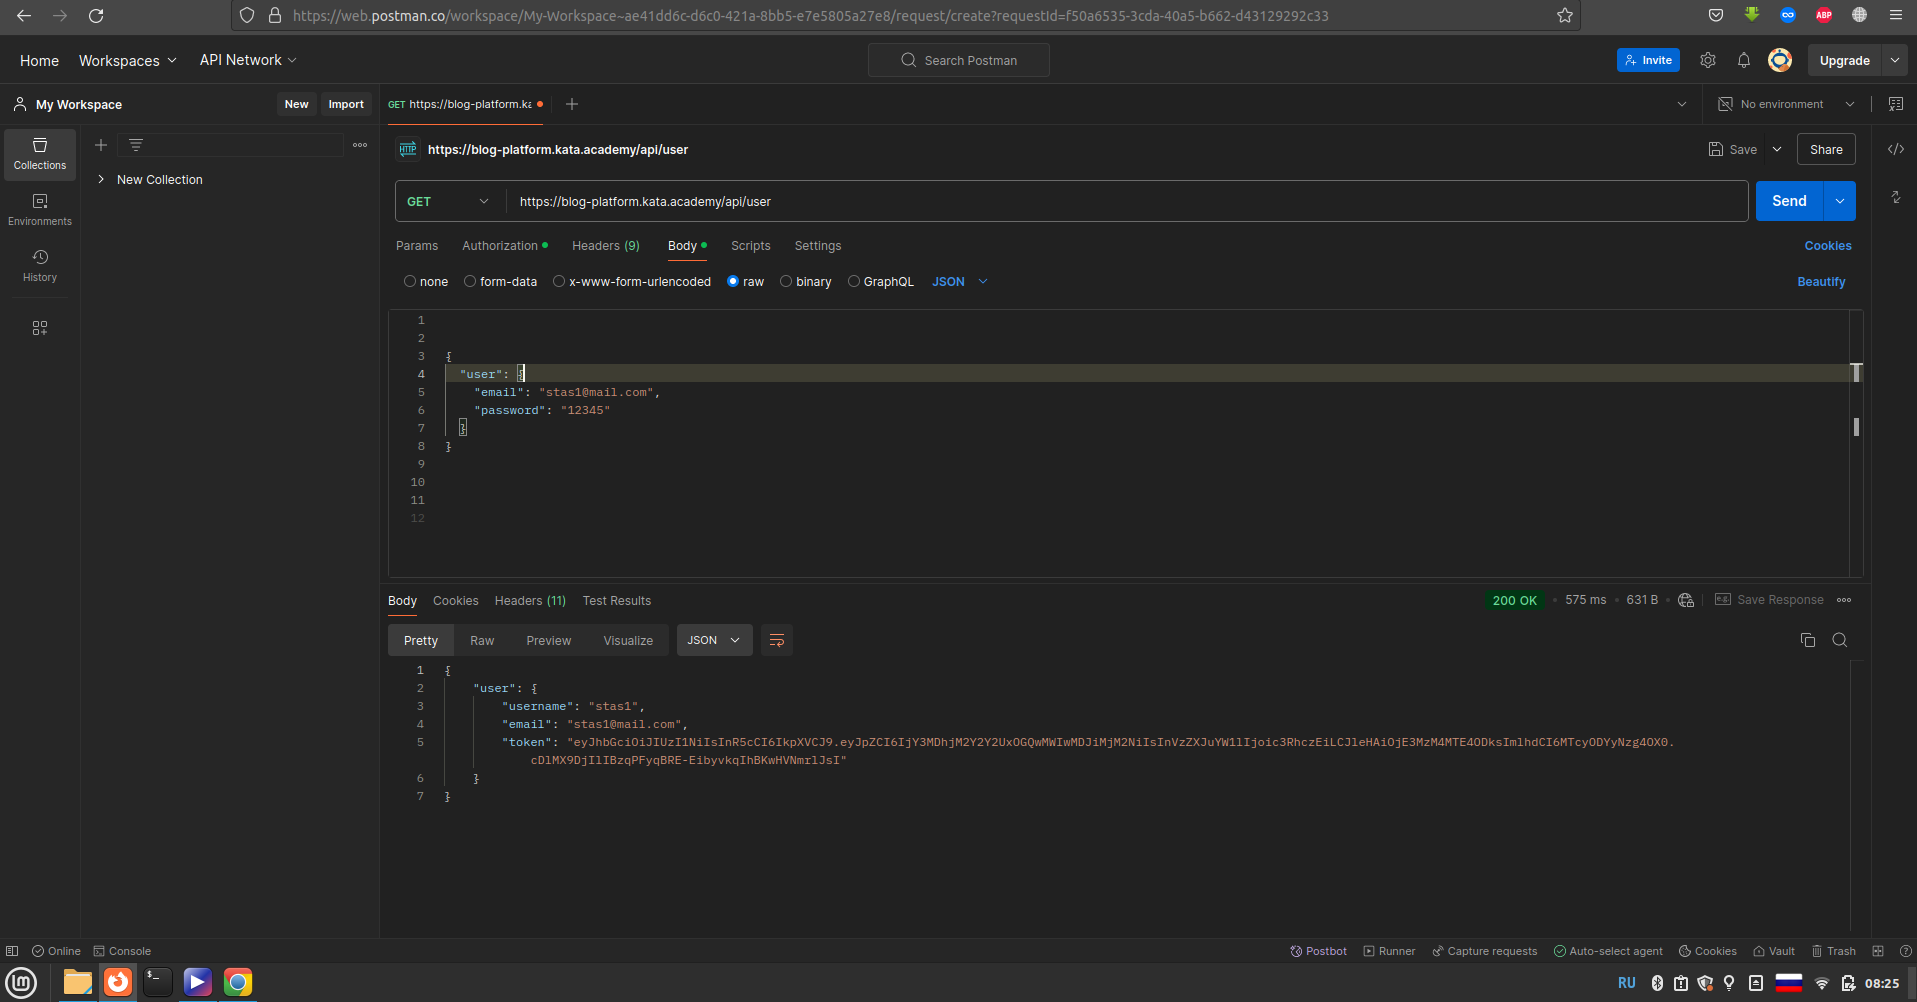 https://web.postman.co/workspace/My-Workspace~ae41dd6c-d6c0-421a-8bb5-e7e5805a27e8/request/create?requestId=f50a6535-3cda-40a5-b662-d43129292c33
ABP
Home Workspaces API Network Search Postman Invite Upgrade
My Workspace New Import GET https://blog-platform.ka No environment
Collections
Environments
History
New Collection
HTTP https://blog-platform.kata.academy/api/user Save Share
GET https://blog-platform.kata.academy/api/user Send
Params Authorization Headers (9) Body Scripts Settings Cookies
none form-data x-www-form-urlencoded raw binary GraphQL JSON Beautify
1
2
3 {
4 "user": {
5 "email": "stas1@mail.com",
6 "password": "12345"
7 }
8 }
9
10
11
12
Body Cookies Headers (11) Test Results 200 OK 575 ms 631 B e.g. Save Response
Pretty Raw Preview Visualize JSON
1 {
2 "user": {
3 "username": "stas1",
4 "email": "stas1@mail.com",
5 "token": "eyJhbGciOiJIUzI1NiIsInR5cCI6IkpXVCJ9.eyJpZCI6IjY3MDhjM2Y2Y2UxOGQwMWIwMDJiMjM2NiIsInVzZXJuYW1lIjoic3RhczEiLCJleHAiOjE3MzM4MTE4ODksImlhdCI6MTcyODYyNzg4OX0.
cDlMX9DjIlIBzqPFyqBRE-EibyvkqIhBKwHVNmrlJsI"
6 }
7 }
Online Console Postbot Runner Capture requests Auto-select agent Cookies Vault Trash
RU 08:25